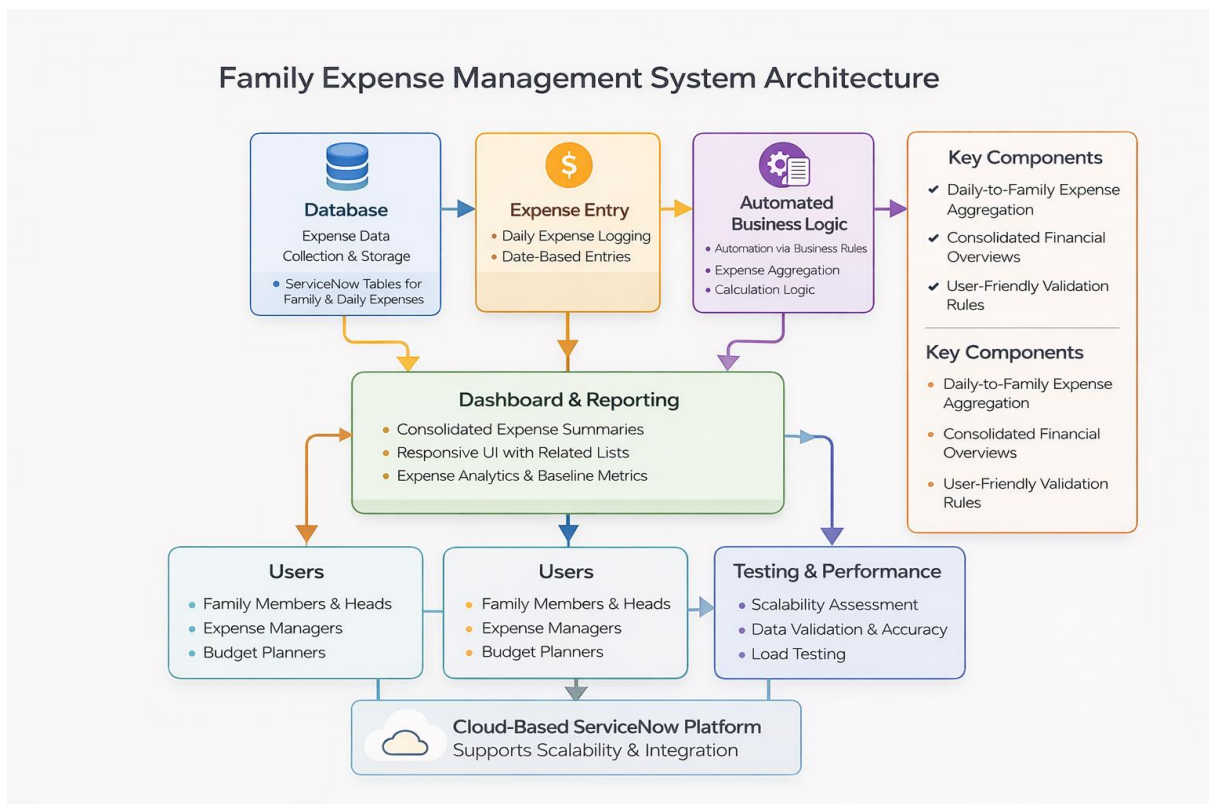 Family Expense Management System Architecture
Database
Expense Data
Collection & Storage
• ServiceNow Tables for
Family & Daily Expenses
$
Expense Entry
• Daily Expense Logging
• Date-Based Entries
Automated
Business Logic
• Automation via Business Rules
• Expense Aggregation
• Calculation Logic
Key Components
✔ Daily-to-Family Expense
Aggregation
✔ Consolidated Financial
Overviews
✔ User-Friendly Validation
Rules
Key Components
• Daily-to-Family Expense
Aggregation
• Consolidated Financial
Overviews
• User-Friendly Validation
Rules
Dashboard & Reporting
• Consolidated Expense Summaries
• Responsive UI with Related Lists
• Expense Analytics & Baseline Metrics
Users
• Family Members & Heads
• Expense Managers
• Budget Planners
Users
• Family Members & Heads
• Expense Managers
• Budget Planners
Testing & Performance
• Scalability Assessment
• Data Validation & Accuracy
• Load Testing
Cloud-Based ServiceNow Platform
Supports Scalability & Integration